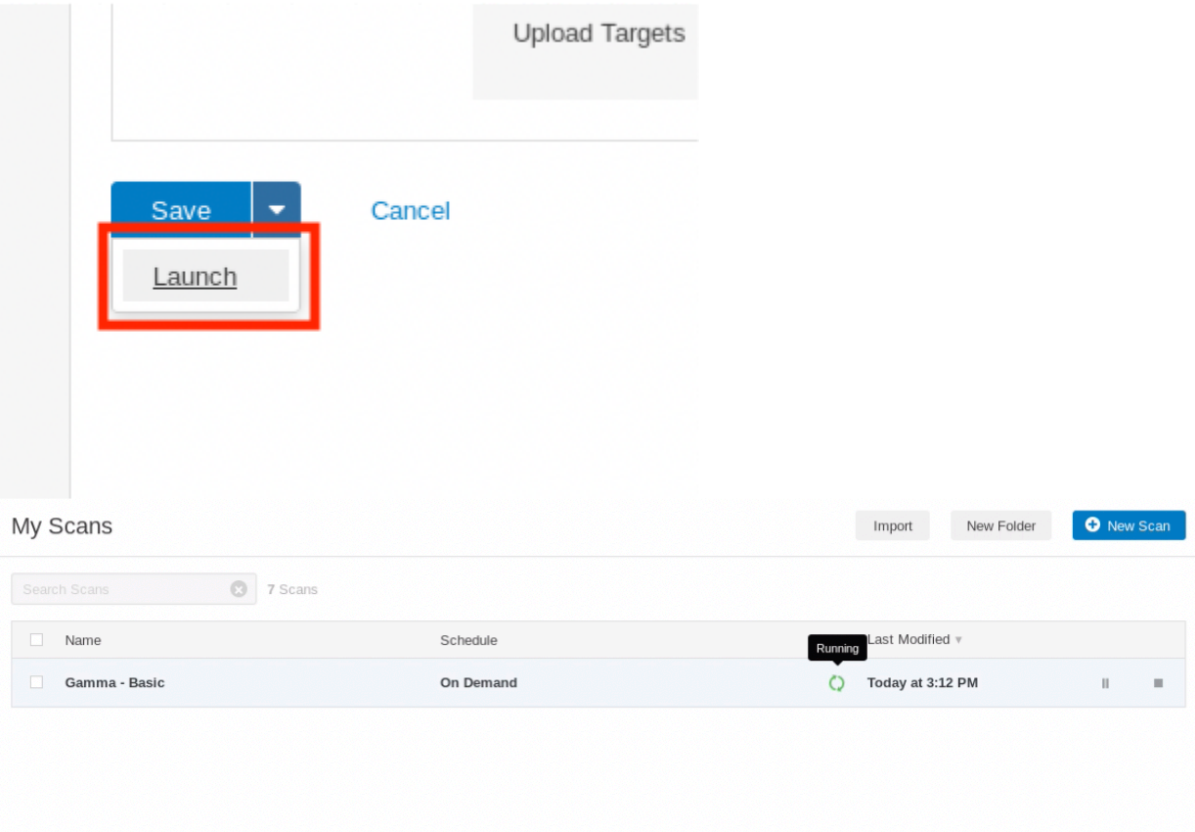 Upload Targets
Save
Cancel
Launch
My Scans
Import
New Folder
New Scan
Search Scans
7 Scans
Name
Schedule
Running
Last Modified
Gamma - Basic
On Demand
Today at 3:12 PM